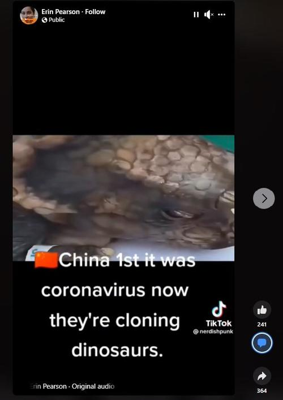 Erin Pearson · Follow
Public
China 1st it was
coronavirus now
they're cloning
dinosaurs.
TikTok
@nerdishpunk
241
364
Erin Pearson · Original audio